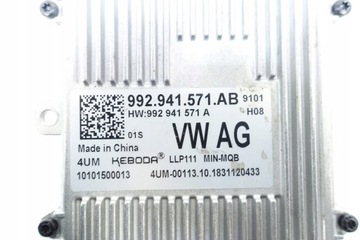 992.941.571.AB 9101
HW:992 941 571 A H08
01S VW AG
Made in China
4UM KEBODA® LLP111 MIN-MQB
10101500013 4UM-00113.10.1831120433